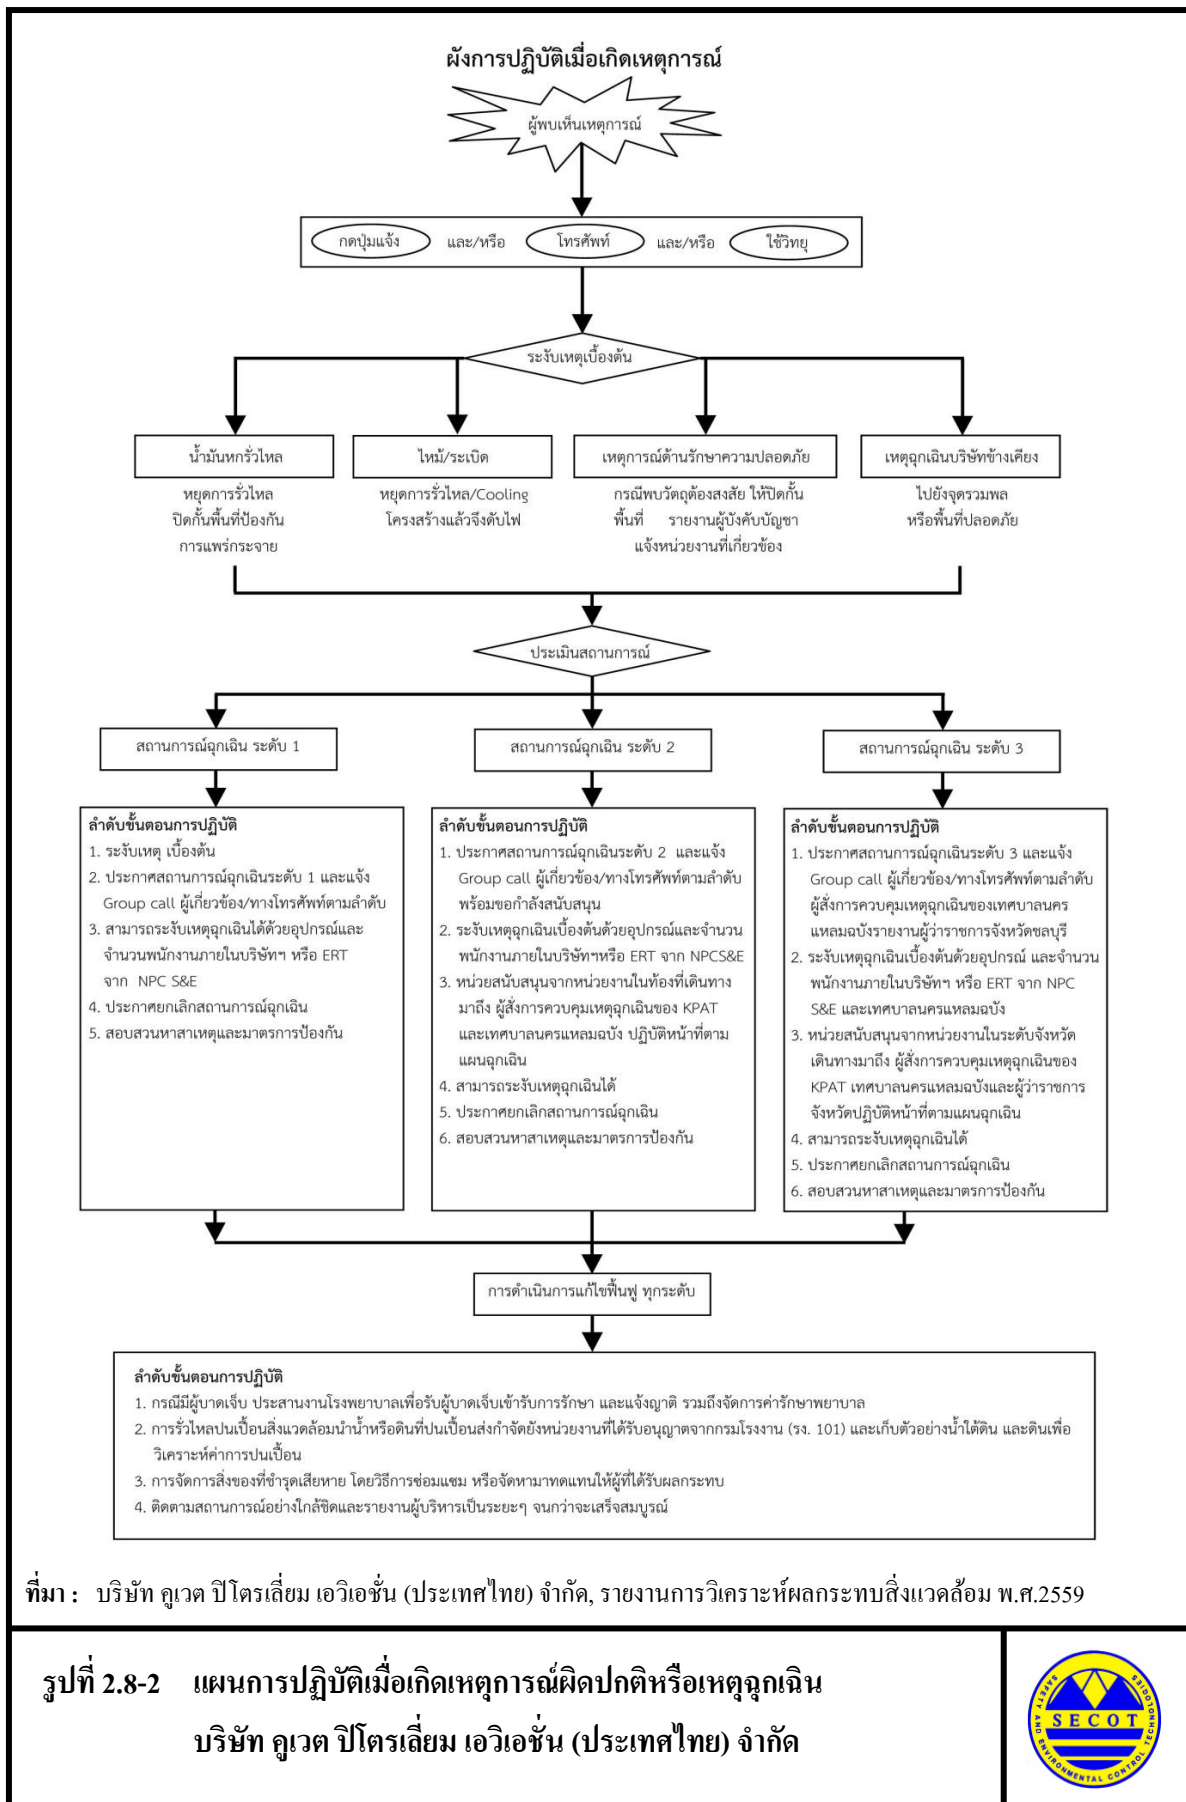 ผังการปฏิบัติเมื่อเกิดเหตุการณ์
ผู้พบเห็นเหตุการณ์
กดปุ่มแจ้ง และ/หรือ โทรศัพท์ และ/หรือ ใช้วิทยุ
ระงับเหตุเบื้องต้น
น้ำมันหกรั่วไหล
หยุดการรั่วไหล
ปิดกั้นพื้นที่ป้องกัน
การแพร่กระจาย
ไหม้/ระเบิด
หยุดการรั่วไหล/Cooling
โครงสร้างแล้วจึงดับไฟ
เหตุการณ์ด้านรักษาความปลอดภัย
กรณีพบวัตถุต้องสงสัย ให้ปิดกั้น
พื้นที่ รายงานผู้บังคับบัญชา
แจ้งหน่วยงานที่เกี่ยวข้อง
เหตุฉุกเฉินบริษัทข้างเคียง
ไปยังจุดรวมพล
หรือพื้นที่ปลอดภัย
ประเมินสถานการณ์
สถานการณ์ฉุกเฉิน ระดับ 1
ลำดับขั้นตอนการปฏิบัติ
1. ระงับเหตุ เบื้องต้น
2. ประกาศสถานการณ์ฉุกเฉินระดับ 1 และแจ้ง
Group call ผู้เกี่ยวข้อง/ทางโทรศัพท์ตามลำดับ
3. สามารถระงับเหตุฉุกเฉินได้ด้วยอุปกรณ์และ
จำนวนพนักงานภายในบริษัทฯ หรือ ERT
จาก NPC S&E
4. ประกาศยกเลิกสถานการณ์ฉุกเฉิน
5. สอบสวนหาสาเหตุและมาตรการป้องกัน
สถานการณ์ฉุกเฉิน ระดับ 2
ลำดับขั้นตอนการปฏิบัติ
1. ประกาศสถานการณ์ฉุกเฉินระดับ 2 และแจ้ง
Group call ผู้เกี่ยวข้อง/ทางโทรศัพท์ตามลำดับ
พร้อมขอกำลังสนับสนุน
2. ระงับเหตุฉุกเฉินเบื้องต้นด้วยอุปกรณ์และจำนวน
พนักงานภายในบริษัทฯหรือ ERT จาก NPCS&E
3. หน่วยสนับสนุนจากหน่วยงานในท้องที่เดินทาง
มาถึง ผู้สั่งการควบคุมเหตุฉุกเฉินของ KPAT
และเทศบาลนครแหลมฉบัง ปฏิบัติหน้าที่ตาม
แผนฉุกเฉิน
4. สามารถระงับเหตุฉุกเฉินได้
5. ประกาศยกเลิกสถานการณ์ฉุกเฉิน
6. สอบสวนหาสาเหตุและมาตรการป้องกัน
สถานการณ์ฉุกเฉิน ระดับ 3
ลำดับขั้นตอนการปฏิบัติ
1. ประกาศสถานการณ์ฉุกเฉินระดับ 3 และแจ้ง
Group call ผู้เกี่ยวข้อง/ทางโทรศัพท์ตามลำดับ
ผู้สั่งการควบคุมเหตุฉุกเฉินของเทศบาลนคร
แหลมฉบังรายงานผู้ว่าราชการจังหวัดชลบุรี
2. ระงับเหตุฉุกเฉินเบื้องต้นด้วยอุปกรณ์ และจำนวน
พนักงานภายในบริษัทฯ หรือ ERT จาก NPC
S&E และเทศบาลนครแหลมฉบัง
3. หน่วยสนับสนุนจากหน่วยงานในระดับจังหวัด
เดินทางมาถึง ผู้สั่งการควบคุมเหตุฉุกเฉินของ
KPAT เทศบาลนครแหลมฉบังและผู้ว่าราชการ
จังหวัดปฏิบัติหน้าที่ตามแผนฉุกเฉิน
4. สามารถระงับเหตุฉุกเฉินได้
5. ประกาศยกเลิกสถานการณ์ฉุกเฉิน
6. สอบสวนหาสาเหตุและมาตรการป้องกัน
การดำเนินการแก้ไขฟื้นฟู ทุกระดับ
ลำดับขั้นตอนการปฏิบัติ
1. กรณีมีผู้บาดเจ็บ ประสานงานโรงพยาบาลเพื่อรับผู้บาดเจ็บเข้ารับการรักษา และแจ้งญาติ รวมถึงจัดการค่ารักษาพยาบาล
2. การรั่วไหลปนเปื้อนสิ่งแวดล้อมนำน้ำหรือดินที่ปนเปื้อนส่งกำจัดยังหน่วยงานที่ได้รับอนุญาตจากกรมโรงงาน (รง. 101) และเก็บตัวอย่างน้ำใต้ดิน และดินเพื่อ
วิเคราะห์ค่าการปนเปื้อน
3. การจัดการสิ่งของที่ชำรุดเสียหาย โดยวิธีการซ่อมแซม หรือจัดหามาทดแทนให้ผู้ที่ได้รับผลกระทบ
4. ติดตามสถานการณ์อย่างใกล้ชิดและรายงานผู้บริหารเป็นระยะๆ จนกว่าจะเสร็จสมบูรณ์
ที่มา : บริษัท คูเวต ปิโตรเลี่ยม เอวิเอชั่น (ประเทศไทย) จำกัด, รายงานการวิเคราะห์ผลกระทบสิ่งแวดล้อม พ.ศ.2559
รูปที่ 2.8-2 แผนการปฏิบัติเมื่อเกิดเหตุการณ์ผิดปกติหรือเหตุฉุกเฉิน
บริษัท คูเวต ปิโตรเลี่ยม เอวิเอชั่น (ประเทศไทย) จำกัด
SECOT
SAFETY AND ENVIRONMENTAL CONTROL TECHNOLOGIES